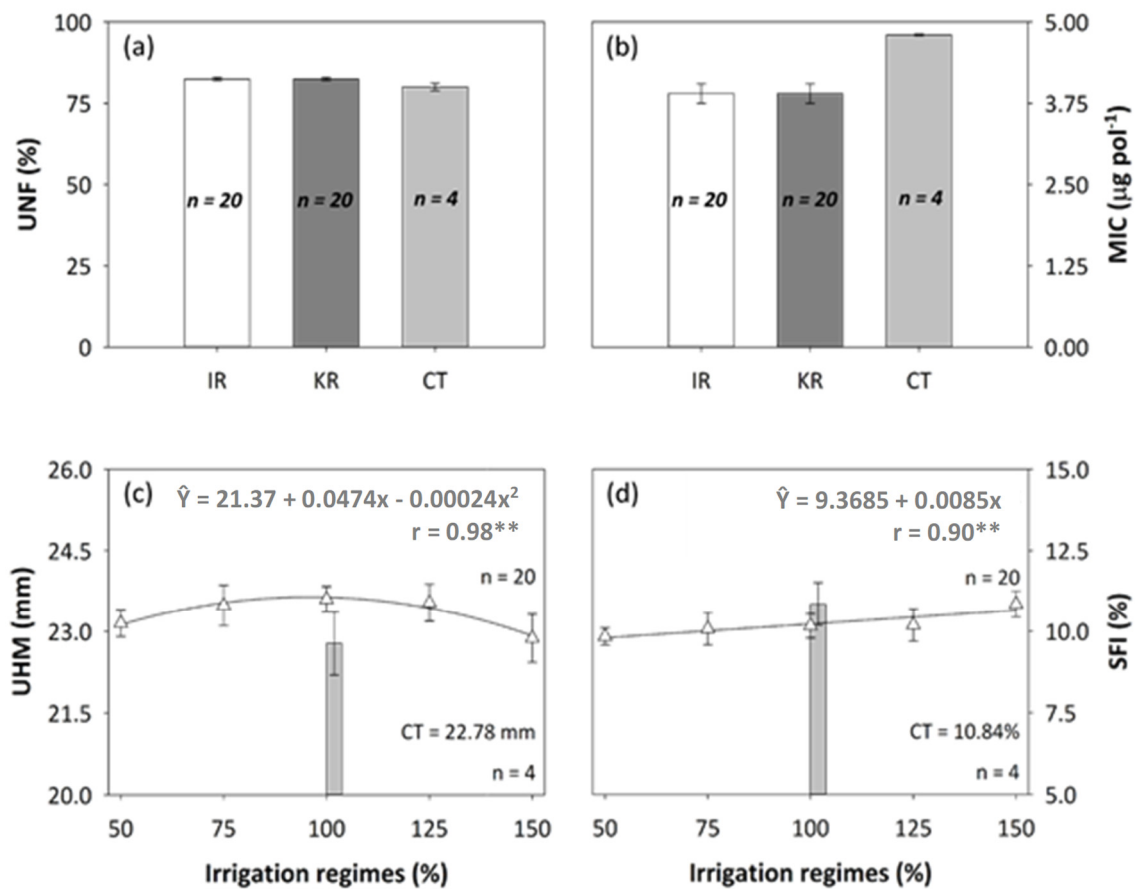 (a)
100
75
50
25
0
UNF (%)
n = 20
n = 20
n = 4
IR
KR
CT
(b)
5.00
3.75
2.50
1.25
0.00
MIC (µg pol⁻¹)
n = 20
n = 20
n = 4
IR
KR
CT
(c)
Ŷ = 21.37 + 0.0474x - 0.00024x²
r = 0.98**
n = 20
26.0
24.5
23.0
21.5
20.0
UHM (mm)
CT = 22.78 mm
n = 4
50
75
100
125
150
Irrigation regimes (%)
(d)
Ŷ = 9.3685 + 0.0085x
r = 0.90**
n = 20
15.0
12.5
10.0
7.5
5.0
SFI (%)
CT = 10.84%
n = 4
50
75
100
125
150
Irrigation regimes (%)